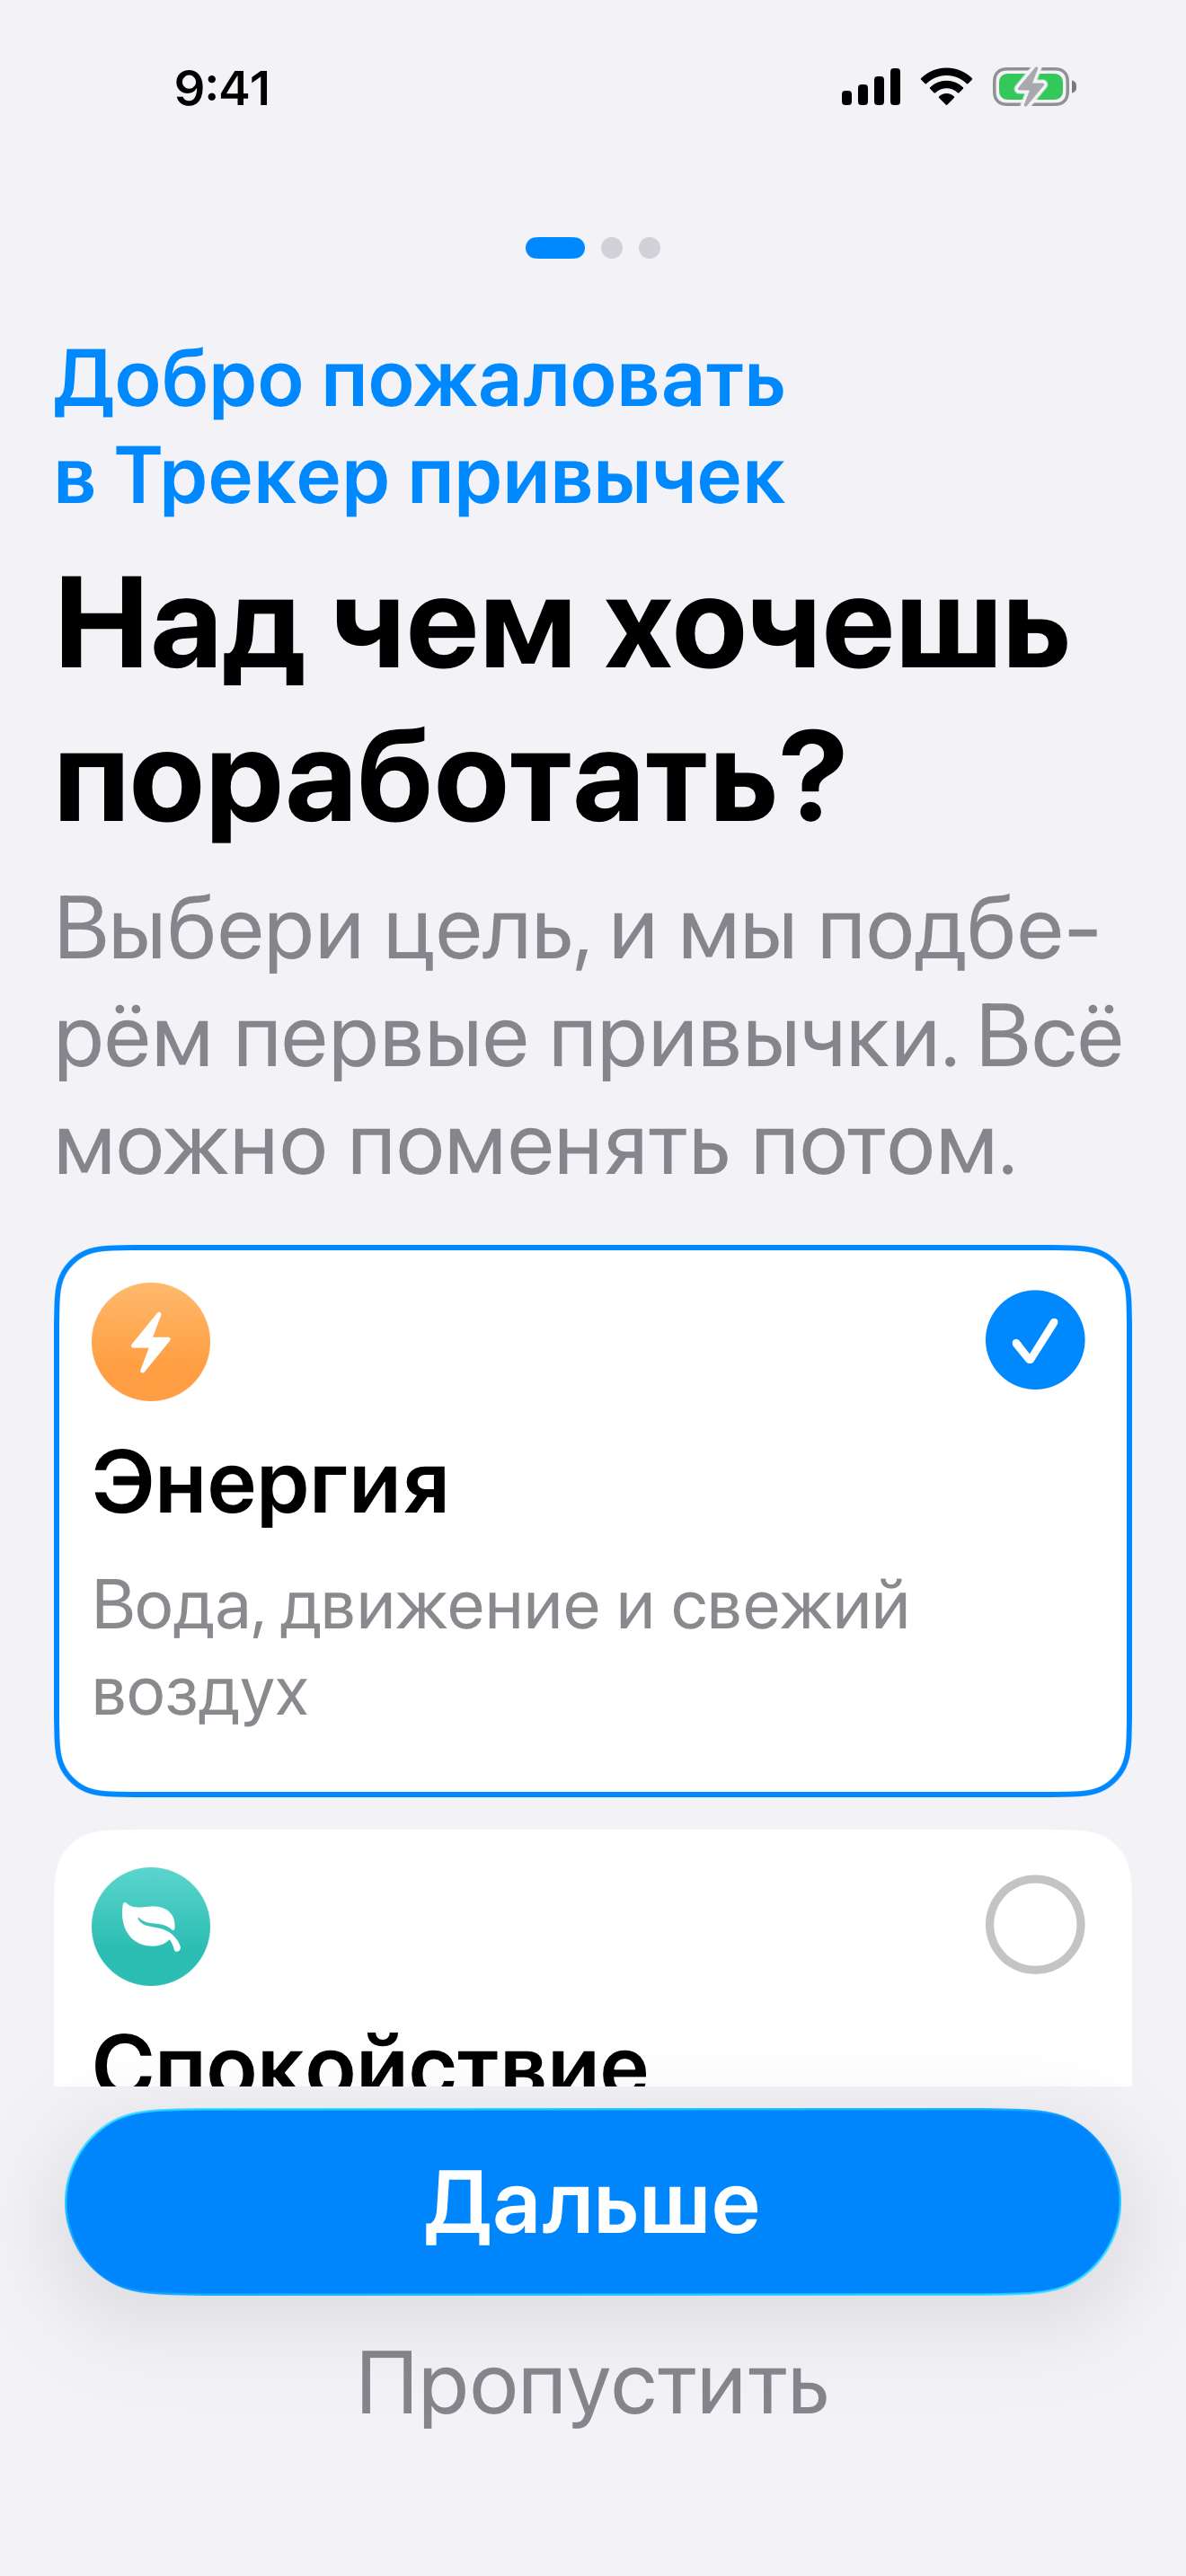 9:41
Добро пожаловать
в Трекер привычек
Над чем хочешь
поработать?
Выбери цель, и мы подбе-
рём первые привычки. Всё
можно поменять потом.
Энергия
Вода, движение и свежий
воздух
Спокойствие
Дальше
Пропустить